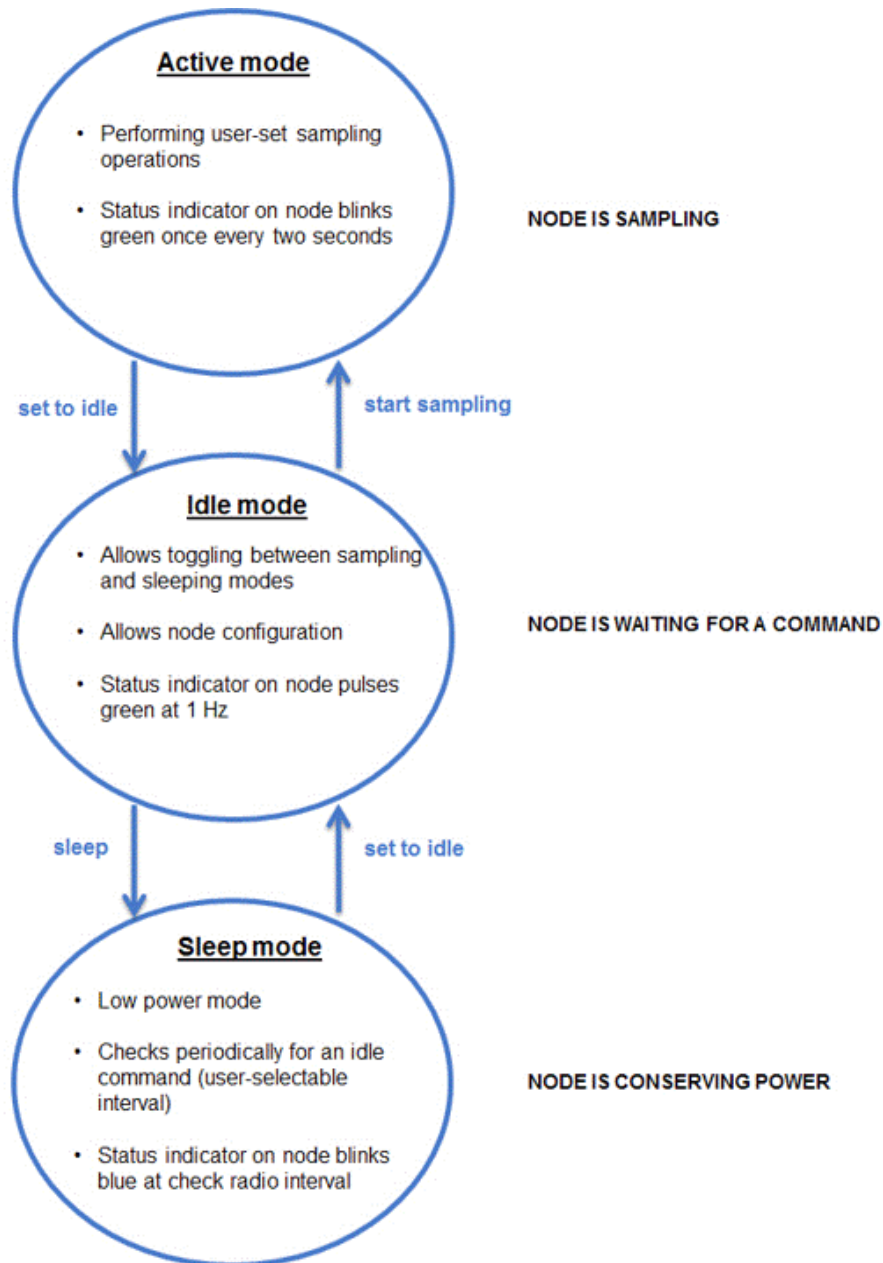 Active mode
• Performing user-set sampling
operations
• Status indicator on node blinks
green once every two seconds
NODE IS SAMPLING
set to idle
start sampling
Idle mode
• Allows toggling between sampling
and sleeping modes
• Allows node configuration
• Status indicator on node pulses
green at 1 Hz
NODE IS WAITING FOR A COMMAND
sleep
set to idle
Sleep mode
• Low power mode
• Checks periodically for an idle
command (user-selectable
interval)
• Status indicator on node blinks
blue at check radio interval
NODE IS CONSERVING POWER